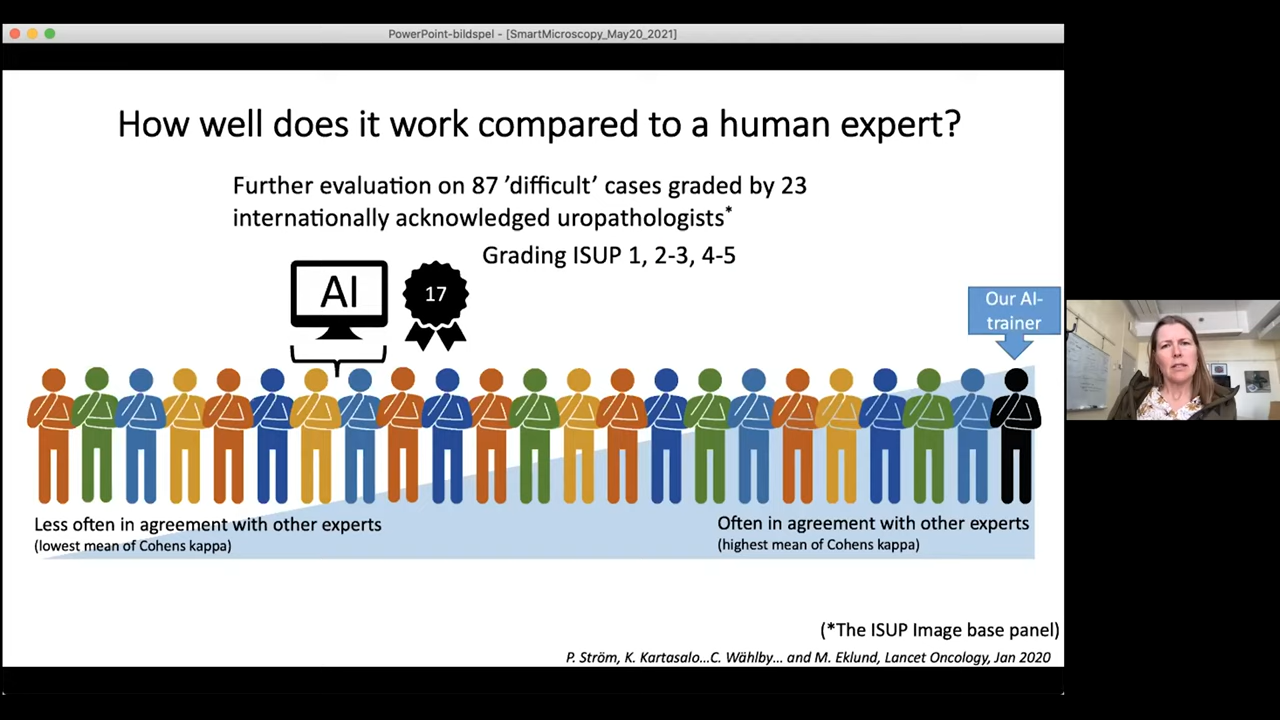 PowerPoint-bildspel - [SmartMicroscopy_May20_2021]
How well does it work compared to a human expert?
Further evaluation on 87 ’difficult’ cases graded by 23
internationally acknowledged uropathologists*
Grading ISUP 1, 2-3, 4-5
AI
17
Our AI-
trainer
Less often in agreement with other experts
(lowest mean of Cohens kappa)
Often in agreement with other experts
(highest mean of Cohens kappa)
(*The ISUP Image base panel)
P. Ström, K. Kartasalo...C. Wählby... and M. Eklund, Lancet Oncology, Jan 2020